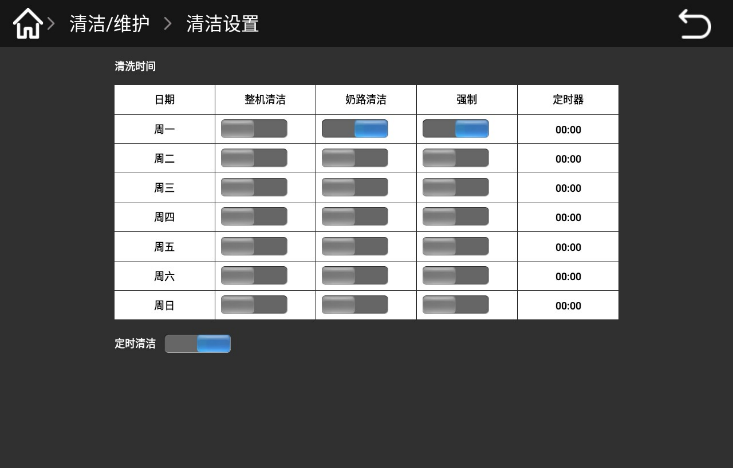 清洁/维护 > 清洁设置
清洗时间
日期 整机清洁 奶路清洁 强制 定时器
周一 00:00
周二 00:00
周三 00:00
周四 00:00
周五 00:00
周六 00:00
周日 00:00
定时清洁